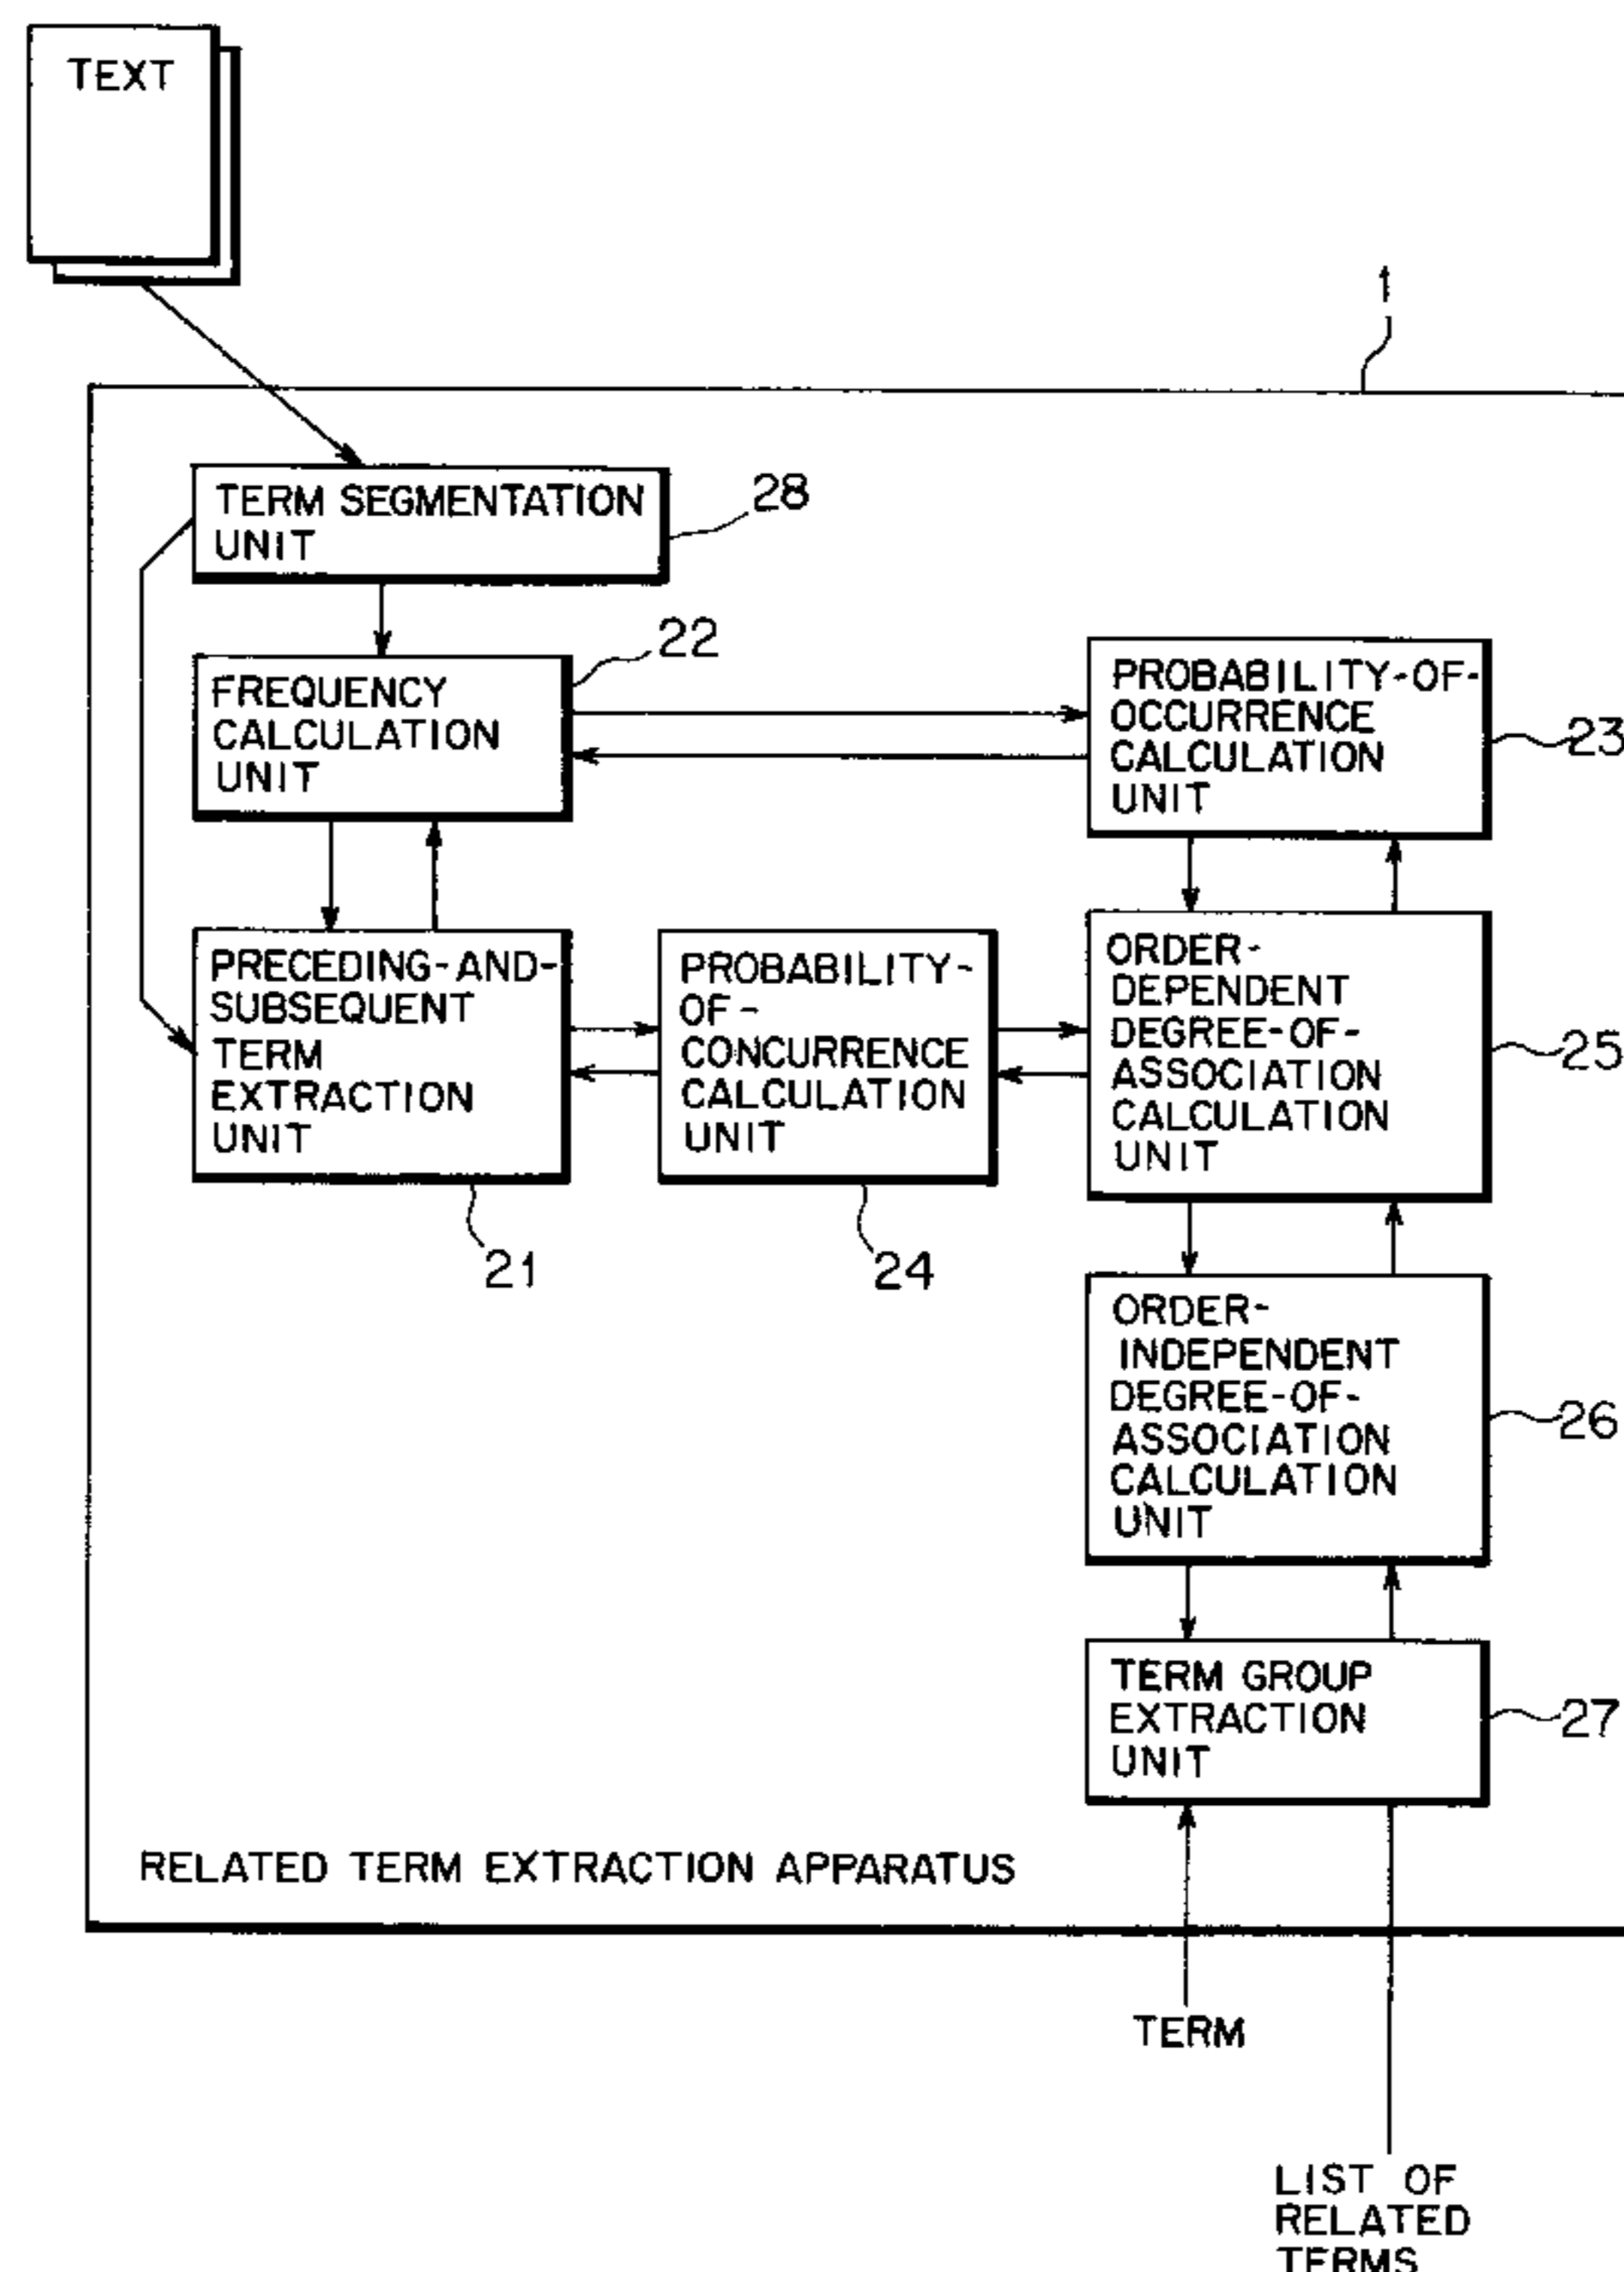 TEXT
1
TERM SEGMENTATION
UNIT
28
FREQUENCY
CALCULATION
UNIT
22
PROBABILITY-OF-
OCCURRENCE
CALCULATION
UNIT
23
PRECEDING-AND-
SUBSEQUENT
TERM
EXTRACTION
UNIT
21
PROBABILITY-
OF-
CONCURRENCE
CALCULATION
UNIT
24
ORDER-
DEPENDENT
DEGREE-OF-
ASSOCIATION
CALCULATION
UNIT
25
ORDER-
INDEPENDENT
DEGREE-OF-
ASSOCIATION
CALCULATION
UNIT
26
TERM GROUP
EXTRACTION
UNIT
27
RELATED TERM EXTRACTION APPARATUS
TERM
LIST OF
RELATED
TERMS